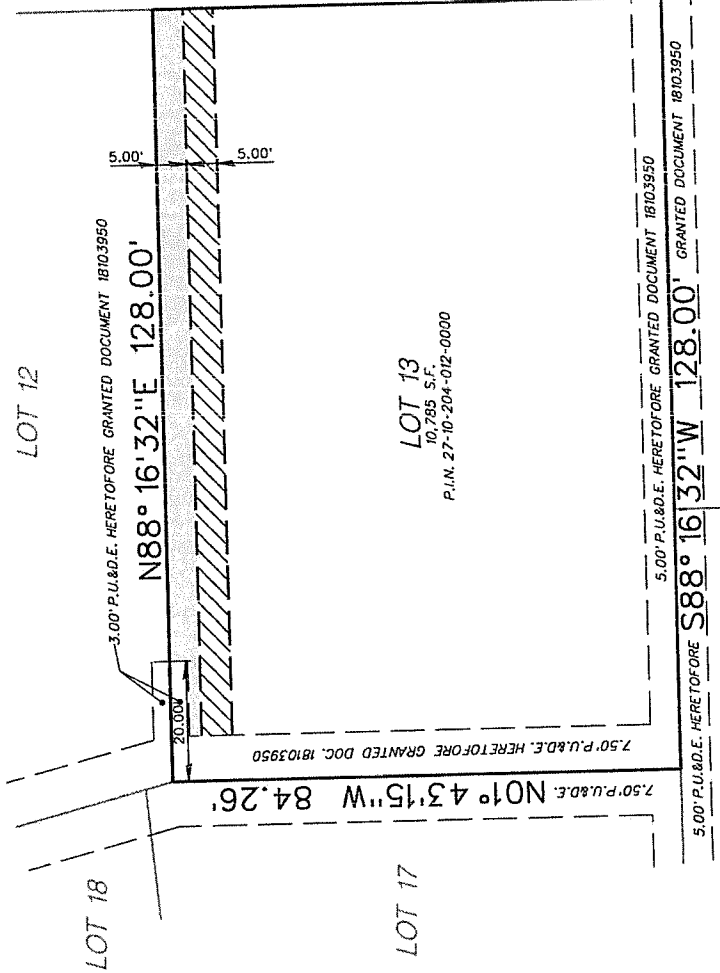 LOT 12
3.00' P.U.&D.E. HERETOFORE GRANTED DOCUMENT 18103950
N88° 16'32"E 128.00'
5.00'
5.00'
20.00'
LOT 13
10,785 S.F.
P.I.N. 27-10-204-012-0000
7.50' P.U.&D.E. HERETOFORE GRANTED DOC. 18103950
7.50' P.U.&D.E.
N01° 43'15"W 84.26'
LOT 18
LOT 17
5.00' P.U.&D.E. HERETOFORE GRANTED DOCUMENT 18103950
S88° 16'32"W 128.00'
5.00' P.U.&D.E. HERETOFORE GRANTED DOCUMENT 18103950